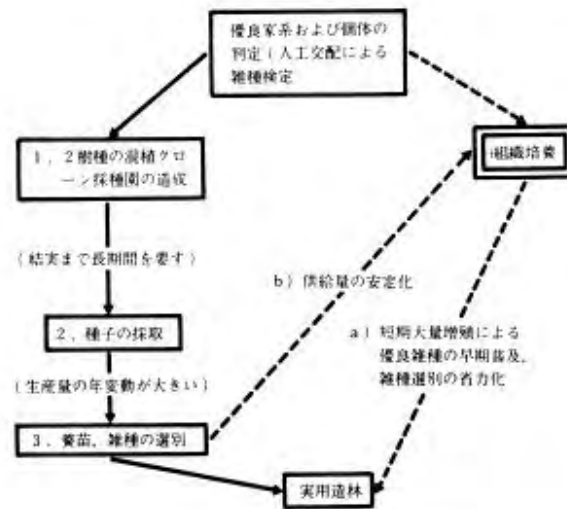 優良家系および個体の
判定(人工交配による
雑種検定
1.2樹種の混植クロ
ーン採種園の造成
組織培養
(結実まで長期間を要す)
b) 供給量の安定化
2.種子の採取
a) 短期大量増殖による
優良雑種の早期普及,
雑種選別の省力化
(生産量の年変動が大きい)
3.養苗,雑種の選別
実用造林